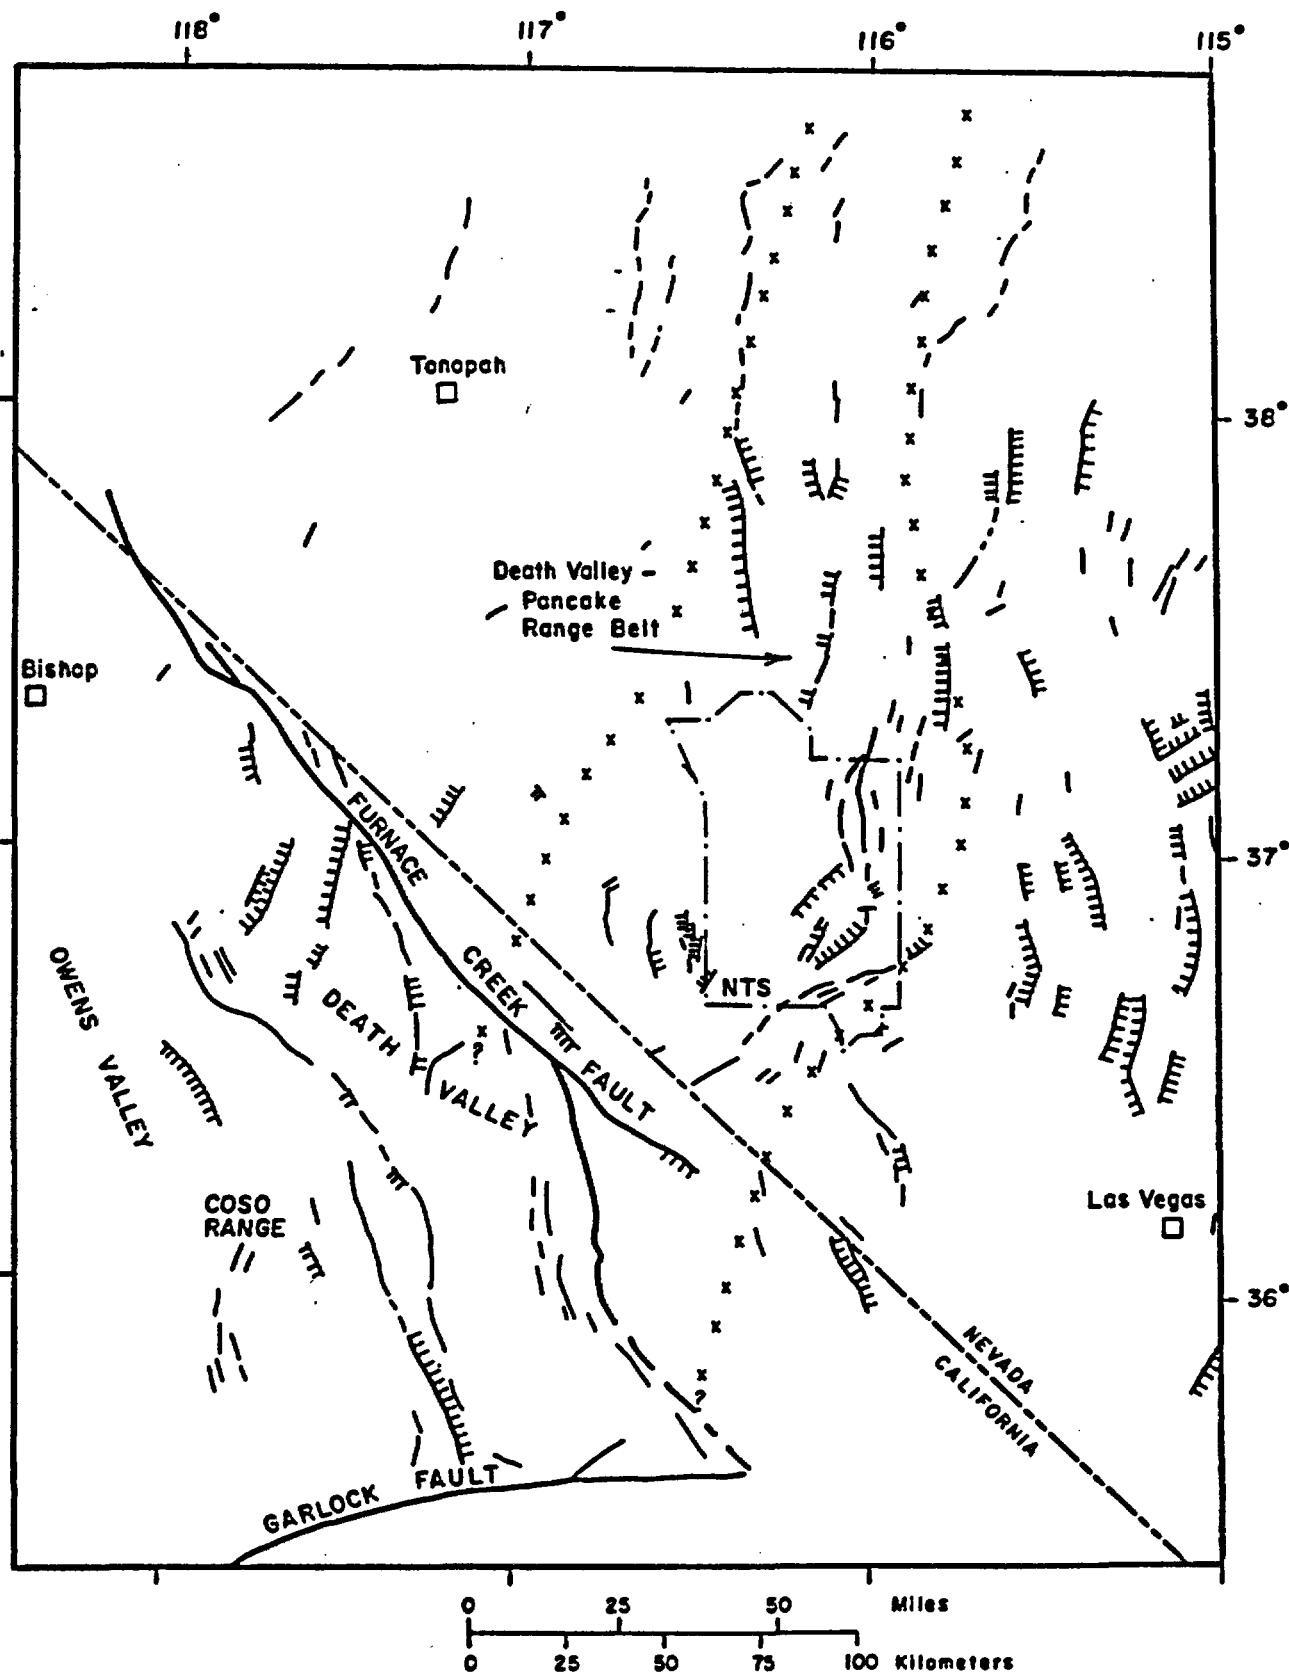 118° 117° 116° 115°
Tonopah
38°
Death Valley –
Pancake
Range Belt
Bishop
FURNACE
37°
OWENS
VALLEY
CREEK
NTS
DEATH
?
FAULT
VALLEY
COSO
RANGE
Las Vegas
36°
NEVADA
CALIFORNIA
?
FAULT
GARLOCK
0 25 50 Miles
0 25 50 75 100 Kilometers